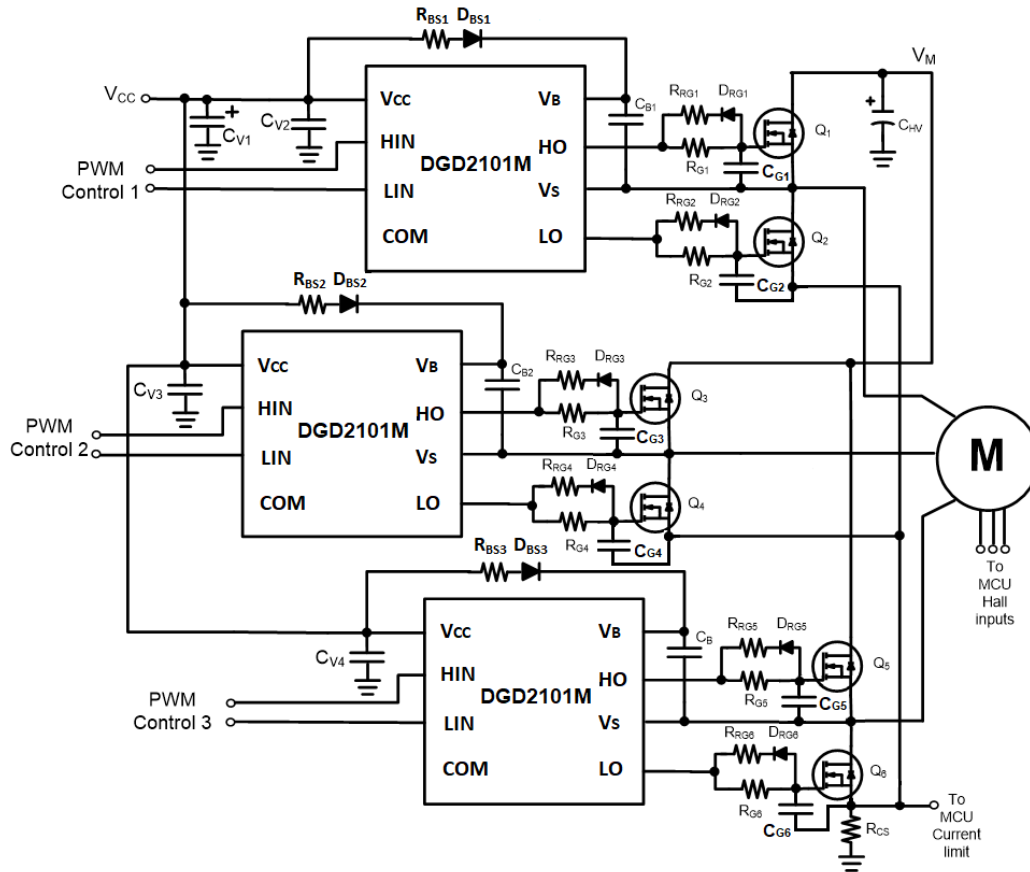 RBS1 DBS1
VM
VCC
CV1
CV2
VCC
VB
CB1
RRG1
DRG1
Q1
CHV
+
+
HIN
DGD2101M
HO
RG1
CG1
PWM
Control 1
LIN
VS
RRG2
DRG2
COM
LO
Q2
RG2
CG2
RBS2 DBS2
CV3
VCC
VB
CB2
RRG3
DRG3
Q3
HIN
DGD2101M
HO
RG3
CG3
PWM
Control 2
LIN
VS
RRG4
DRG4
M
COM
LO
Q4
RG4
CG4
To
MCU
Hall
inputs
RBS3 DBS3
CV4
VCC
VB
CB
RRG5
DRG5
Q5
HIN
DGD2101M
HO
RG5
CG5
PWM
Control 3
LIN
VS
RRG6
DRG6
COM
LO
Q6
RG6
CG6
RCS
To
MCU
Current
limit